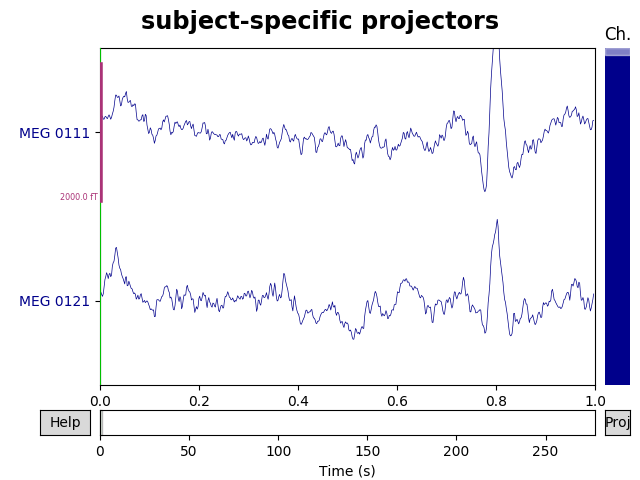 subject-specific projectors
Ch.
MEG 0111
2000.0 fT
MEG 0121
0.0 0.2 0.4 0.6 0.8 1.0
Help
Proj
0 50 100 150 200 250
Time (s)